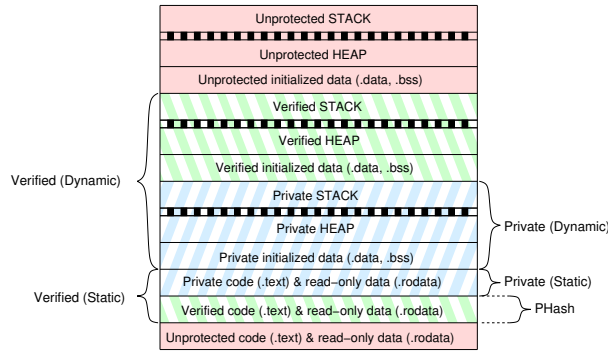 Unprotected STACK
Unprotected HEAP
Unprotected initialized data (.data, .bss)
Verified STACK
Verified HEAP
Verified (Dynamic)
Verified initialized data (.data, .bss)
Private STACK
Private HEAP
Private (Dynamic)
Private initialized data (.data, .bss)
Private code (.text) & read−only data (.rodata)
Private (Static)
Verified (Static)
Verified code (.text) & read−only data (.rodata)
PHash
Unprotected code (.text) & read−only data (.rodata)